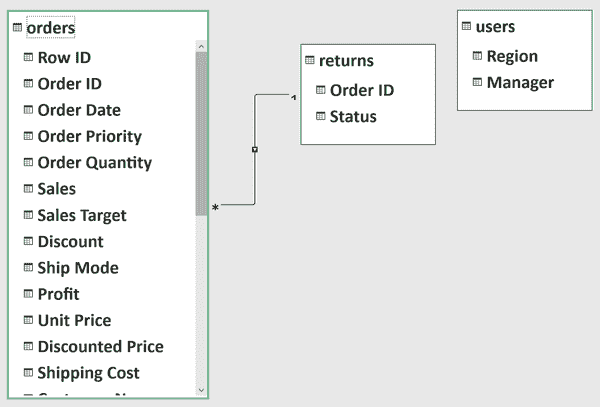 orders
Row ID
Order ID
Order Date
Order Priority
Order Quantity
Sales
Sales Target
Discount
Ship Mode
Profit
Unit Price
Discounted Price
Shipping Cost
*
1
returns
Order ID
Status
users
Region
Manager